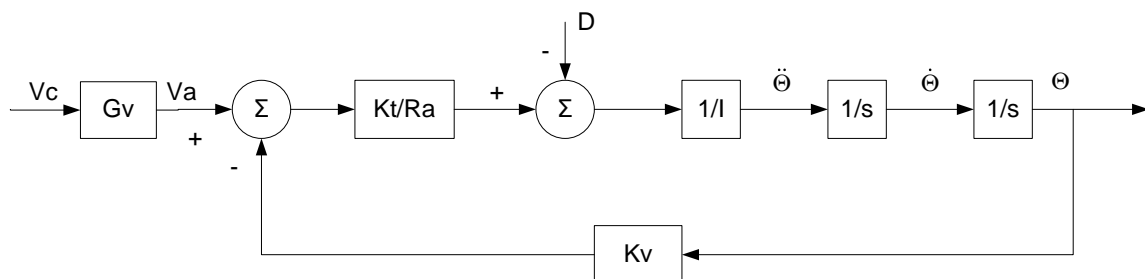 D
-
Vc
Gv
Va
+
-
Σ
Kt/Ra
+
Σ
1/I
Θ̈
1/s
Θ̇
1/s
Θ
Kv